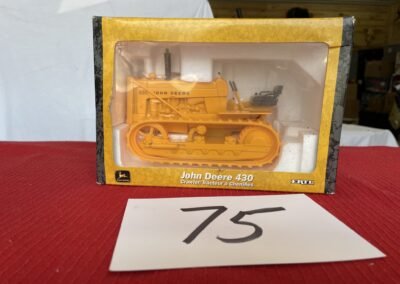 JOHN DEERE
John Deere 430
Crawler Tracteur à Chenilles
ERTL
75